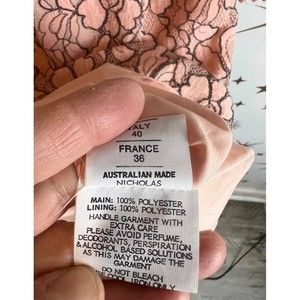 ITALY
40
FRANCE
36
AUSTRALIAN MADE
NICHOLAS
MAIN: 100% POLYESTER
LINING: 100% POLYESTER
HANDLE GARMENT WITH
EXTRA CARE
PLEASE AVOID PERFUME,
DEODORANTS, PERSPIRATION
& ALCOHOL BASED SOLUTIONS
AS THIS MAY DAMAGE THE
GARMENT
DO NOT BLEACH